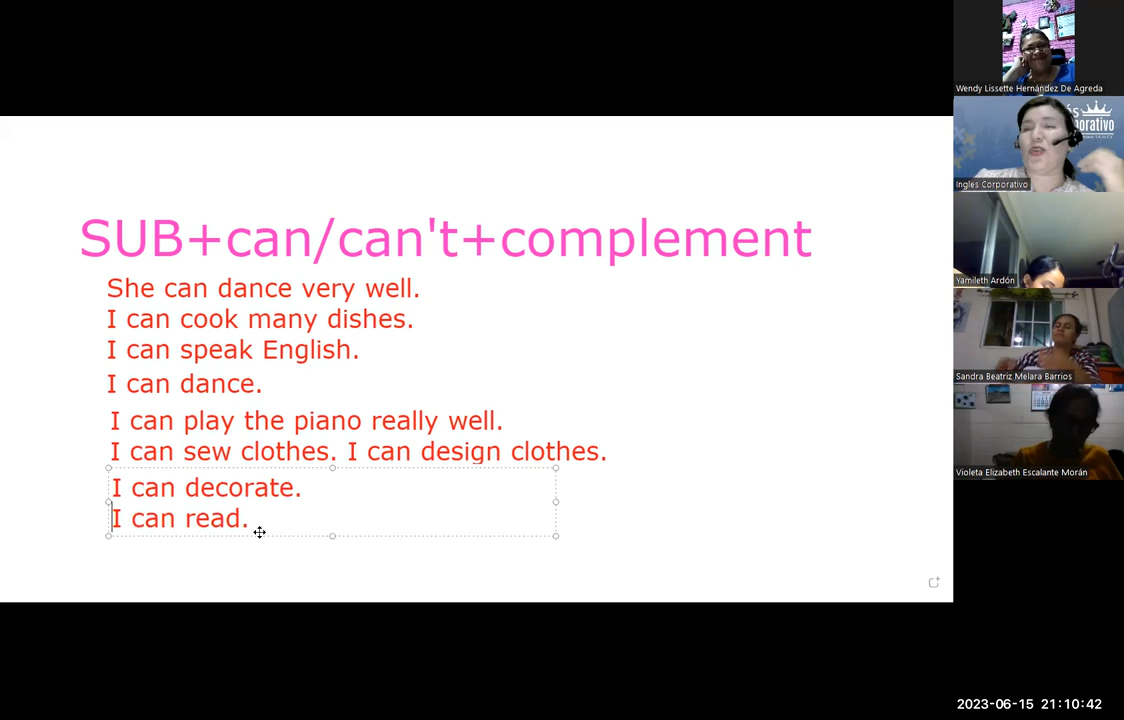 SUB+can/can't+complement
She can dance very well.
I can cook many dishes.
I can speak English.
I can dance.
I can play the piano really well.
I can sew clothes. I can design clothes.
I can decorate.
I can read.
Wendy Lissette Hernández De Agreda
Ingles Corporativo
Yamileth Ardón
Sandra Beatriz Melara Barrios
Violeta Elizabeth Escalante Morán
2023-06-15 21:10:42